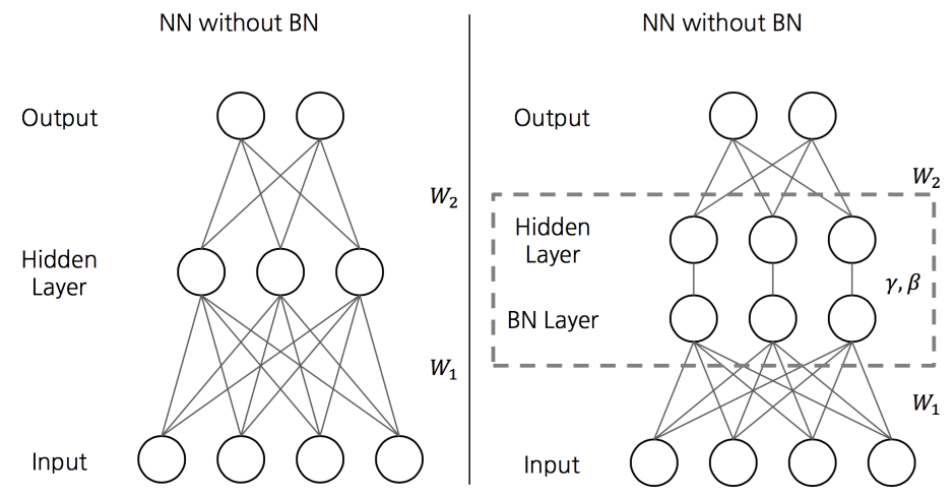 NN without BN
Output
W₂
Hidden
Layer
W₁
Input
NN without BN
Output
W₂
Hidden
Layer
γ, β
BN Layer
W₁
Input